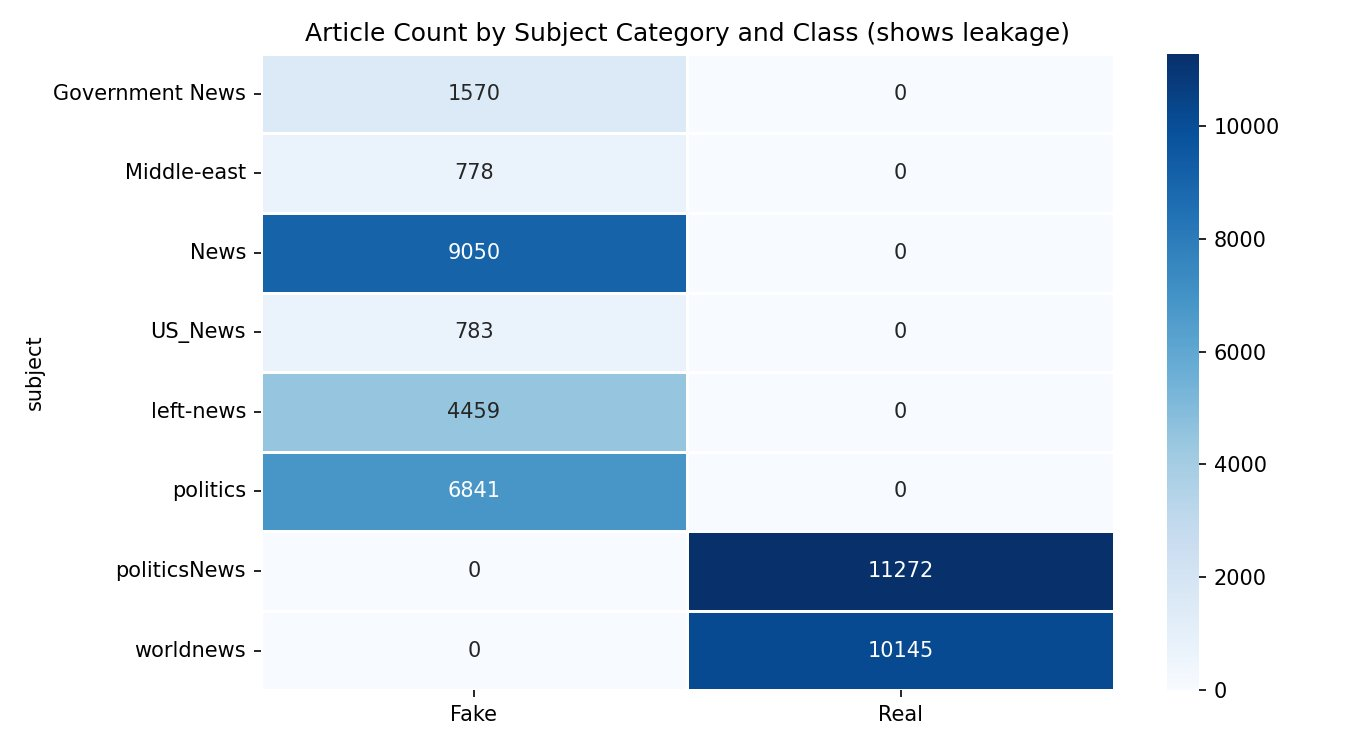 Article Count by Subject Category and Class (shows leakage)
subject
Government News 1570 0
Middle-east 778 0
News 9050 0
US_News 783 0
left-news 4459 0
politics 6841 0
politicsNews 0 11272
worldnews 0 10145
Fake Real
10000
8000
6000
4000
2000
0